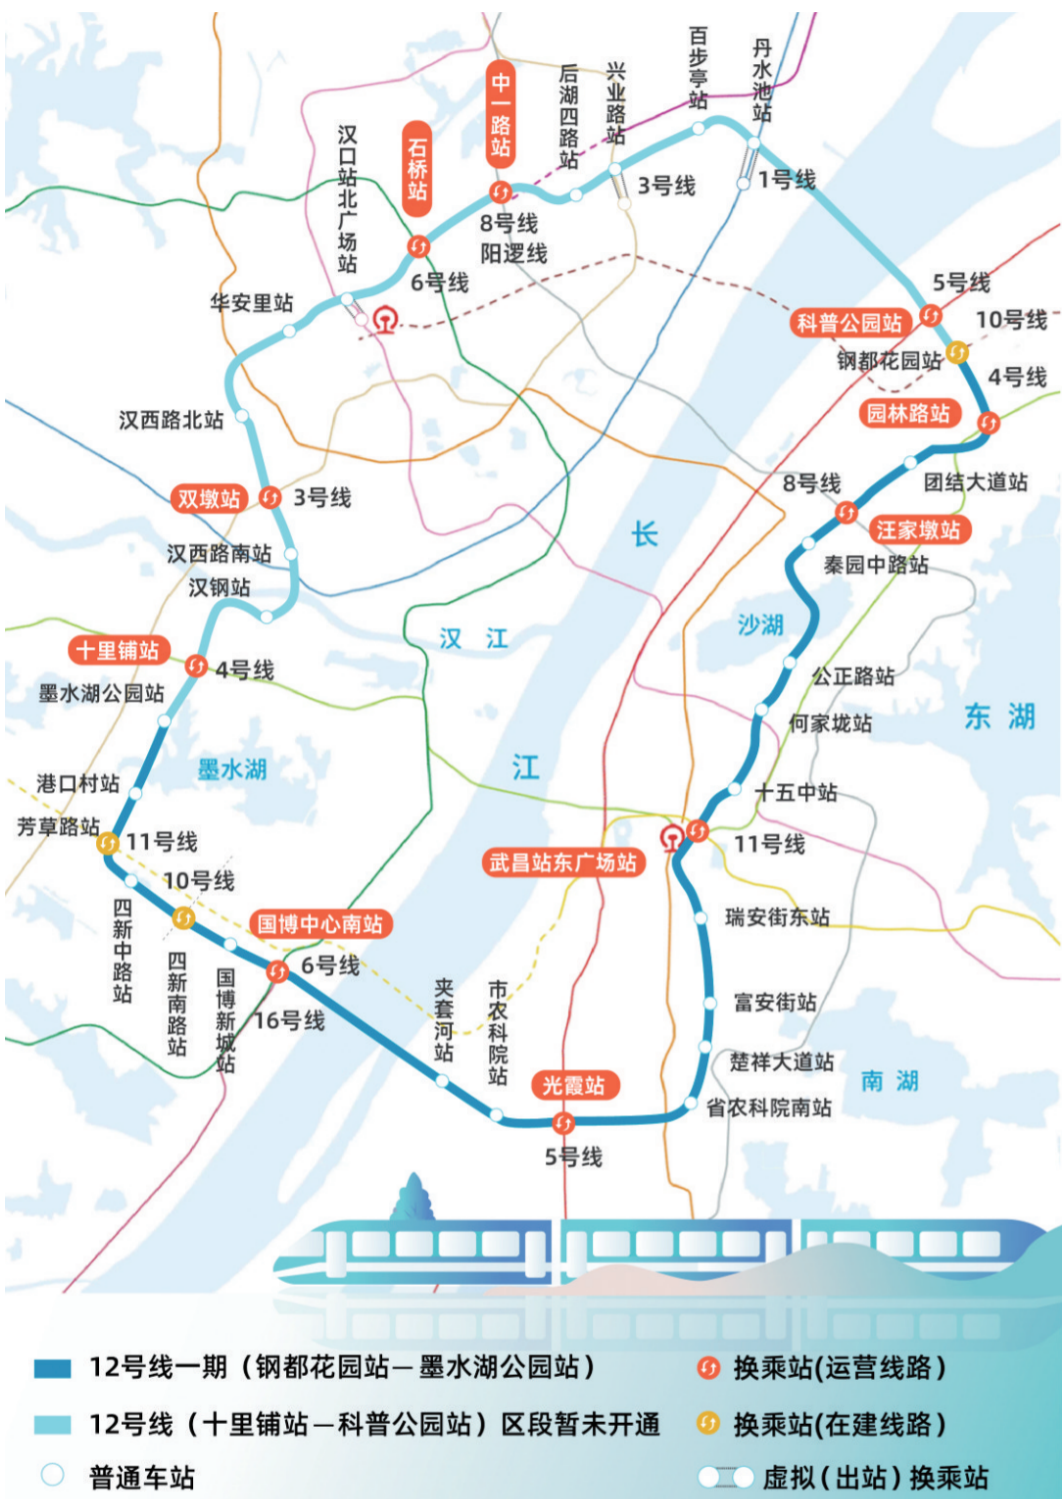 百步亭站
丹水池站
兴业路站
后湖四路站
中一路站
石桥站
汉口站北广场站
3号线
1号线
8号线
阳逻线
6号线
5号线
华安里站
科普公园站
10号线
钢都花园站
4号线
园林路站
汉西路北站
8号线
团结大道站
双墩站
3号线
汪家墩站
长
汉西路南站
秦园中路站
汉钢站
沙湖
汉 江
十里铺站
4号线
公正路站
墨水湖公园站
何家垅站
东 湖
墨水湖
江
港口村站
十五中站
芳草路站
11号线
11号线
武昌站东广场站
10号线
四新中路站
国博中心南站
瑞安街东站
四新南路站
国博新城站
6号线
16号线
夹套河站
市农科院站
富安街站
楚祥大道站
南 湖
光霞站
省农科院南站
5号线
12号线一期（钢都花园站—墨水湖公园站）
换乘站(运营线路)
12号线（十里铺站—科普公园站）区段暂未开通
换乘站(在建线路)
普通车站
虚拟(出站)换乘站